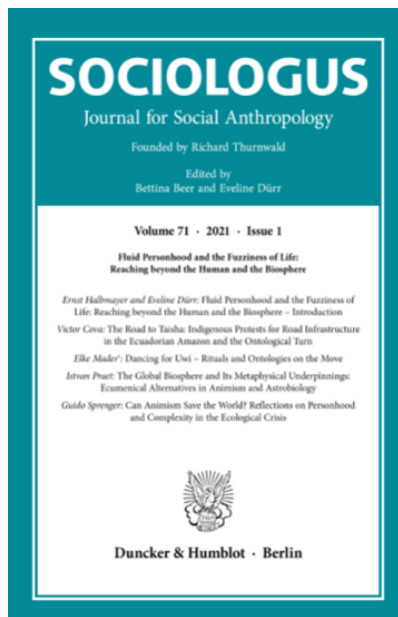 SOCIOLOGUS
Journal for Social Anthropology
Founded by Richard Thurnwald
Edited by
Bettina Beer and Eveline Dürr
Volume 71 · 2021 · Issue 1
Fluid Personhood and the Fuzziness of Life:
Reaching beyond the Human and the Biosphere
Ernst Halbmayer and Eveline Dürr: Fluid Personhood and the Fuzziness of
Life: Reaching beyond the Human and the Biosphere – Introduction
Victor Cova: The Road to Taisha: Indigenous Protests for Road Infrastructure
in the Ecuadorian Amazon and the Ontological Turn
Elke Mader†: Dancing for Uwí – Rituals and Ontologies on the Move
Istvan Praet: The Global Biosphere and Its Metaphysical Underpinnings:
Ecumenical Alternatives in Animism and Astrobiology
Guido Sprenger: Can Animism Save the World? Reflections on Personhood
and Complexity in the Ecological Crisis
Duncker & Humblot · Berlin